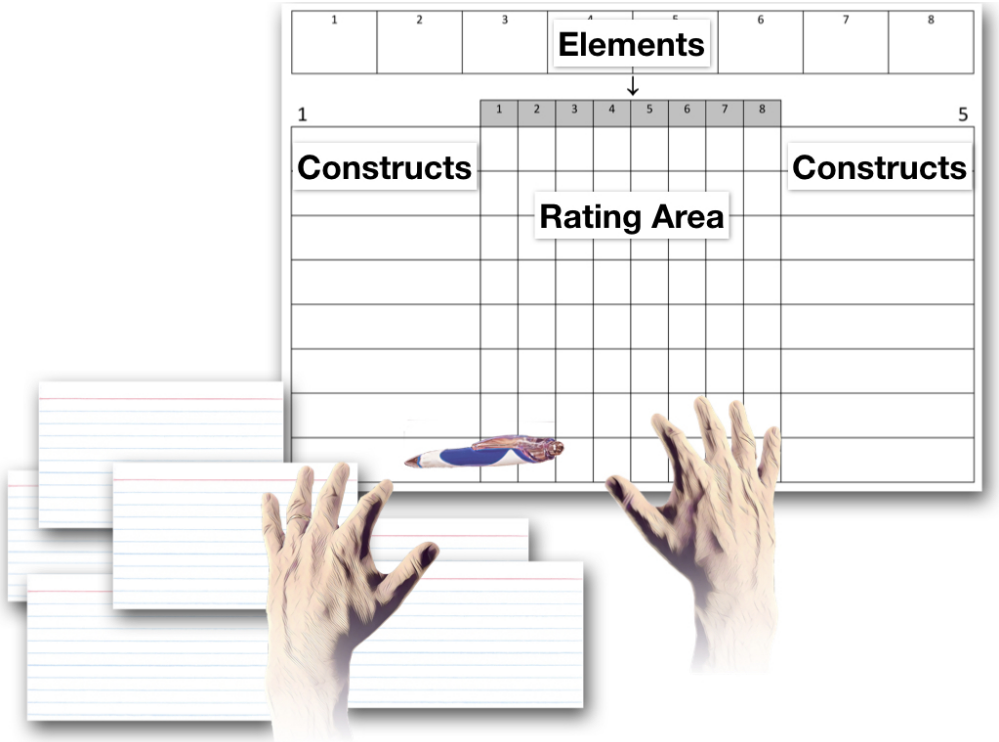 1 2 3 4 5 6 7 8
Elements
↓
1 2 3 4 5 6 7 8
1 5
Constructs Constructs
Rating Area